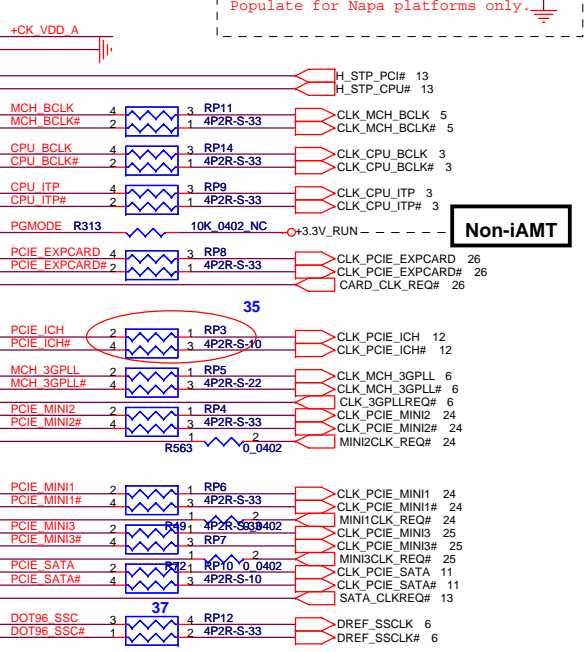 Populate for Napa platforms only.
+CK_VDD_A
H_STP_PCI# 13
H_STP_CPU# 13
MCH_BCLK 4 3 RP11 CLK_MCH_BCLK 5
MCH_BCLK# 2 1 4P2R-S-33 CLK_MCH_BCLK# 5
CPU_BCLK 4 3 RP14 CLK_CPU_BCLK 3
CPU_BCLK# 2 1 4P2R-S-33 CLK_CPU_BCLK# 3
CPU_ITP 4 3 RP9 CLK_CPU_ITP 3
CPU_ITP# 2 1 4P2R-S-33 CLK_CPU_ITP# 3
PGMODE R313 10K_0402_NC +3.3V_RUN Non-iAMT
PCIE_EXPCARD 4 3 RP8 CLK_PCIE_EXPCARD 26
PCIE_EXPCARD# 2 1 4P2R-S-33 CLK_PCIE_EXPCARD# 26
CARD_CLK_REQ# 26
35
PCIE_ICH 2 1 RP3 CLK_PCIE_ICH 12
PCIE_ICH# 4 3 4P2R-S-10 CLK_PCIE_ICH# 12
MCH_3GPLL 2 1 RP5 CLK_MCH_3GPLL 6
MCH_3GPLL# 4 3 4P2R-S-22 CLK_MCH_3GPLL# 6
CLK_3GPLLREQ# 6
PCIE_MINI2 2 1 RP4 CLK_PCIE_MINI2 24
PCIE_MINI2# 4 3 4P2R-S-33 CLK_PCIE_MINI2# 24
1 2 MINI2CLK_REQ# 24
R563 0_0402
PCIE_MINI1 2 1 RP6 CLK_PCIE_MINI1 24
PCIE_MINI1# 4 3 4P2R-S-33 CLK_PCIE_MINI1# 24
1 2 MINI1CLK_REQ# 24
PCIE_MINI3 2 1 4P2R-S-33 CLK_PCIE_MINI3 25
PCIE_MINI3# 4 3 RP7 CLK_PCIE_MINI3# 25
1 2 MINI3CLK_REQ# 25
PCIE_SATA 2 R72 1 RP10 0_0402 CLK_PCIE_SATA 11
PCIE_SATA# 4 3 4P2R-S-10 CLK_PCIE_SATA# 11
SATA_CLKREQ# 13
37
DOT96_SSC 3 4 RP12 DREF_SSCLK 6
DOT96_SSC# 1 2 4P2R-S-33 DREF_SSCLK# 6